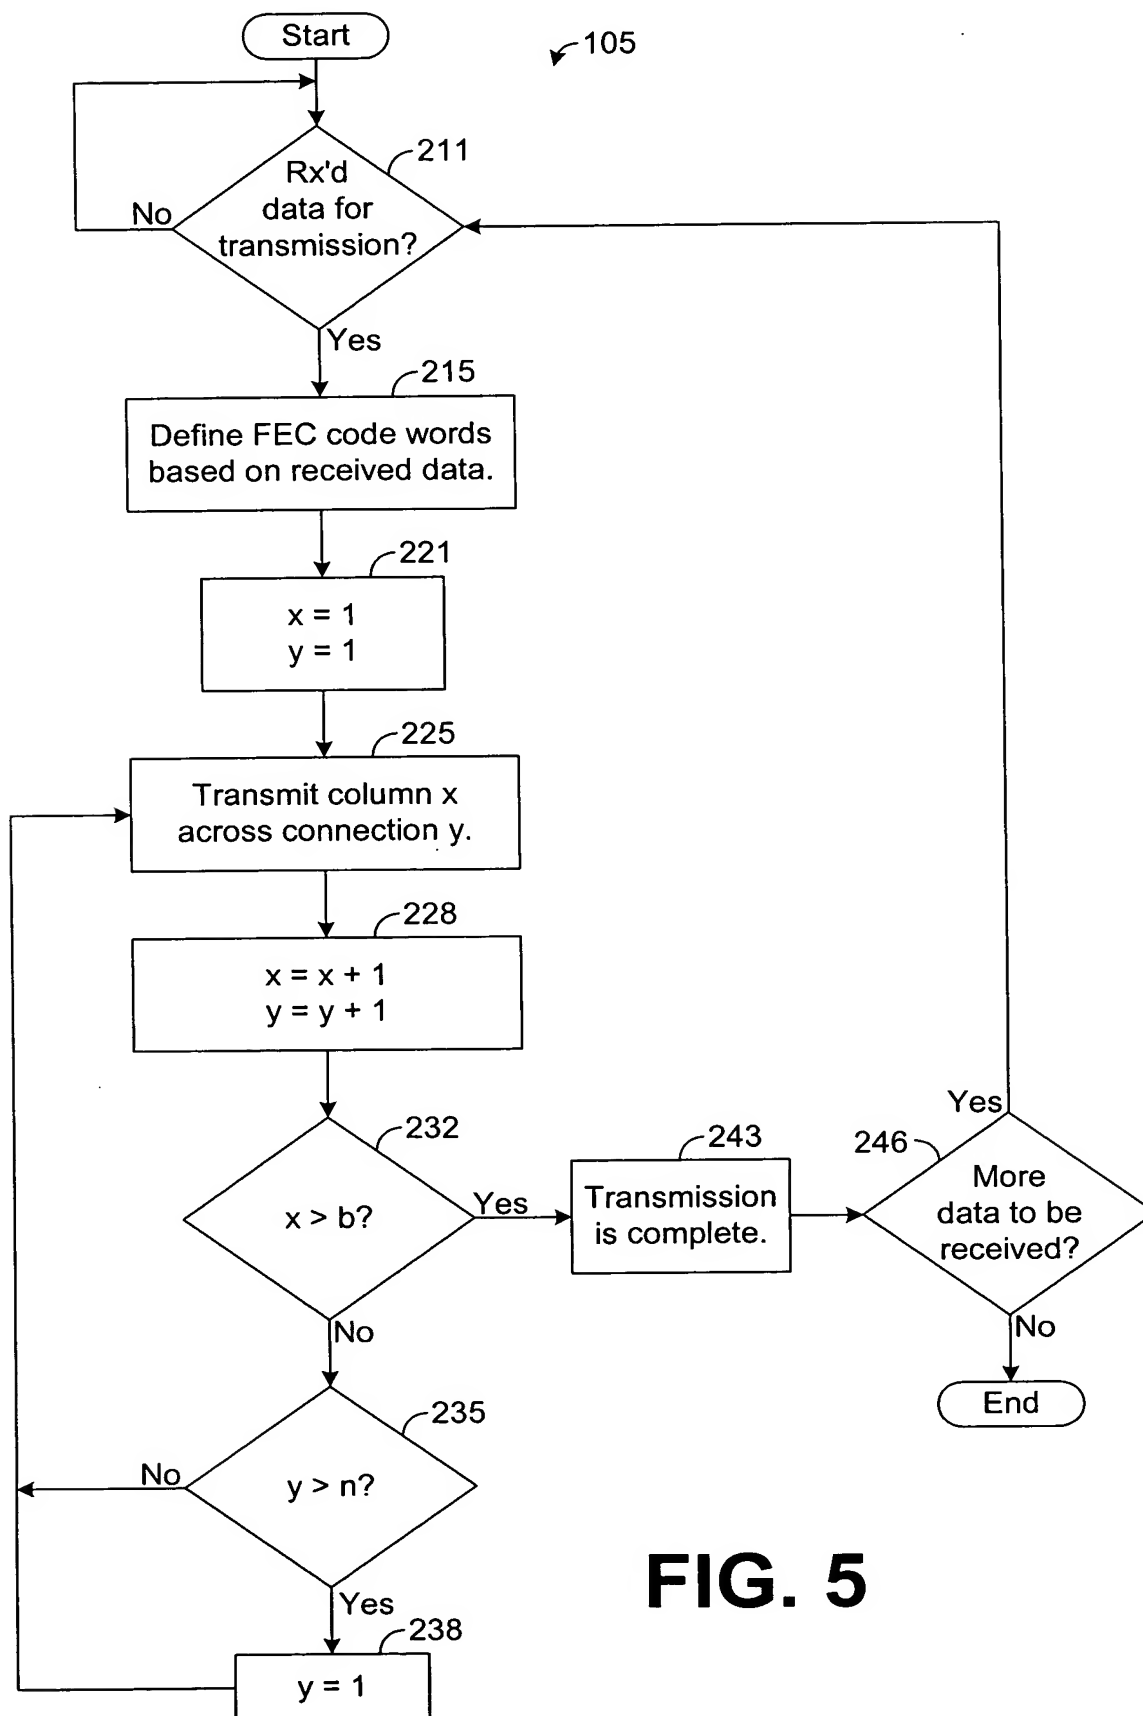 Start
105
211
Rx'd
data for
transmission?
No
Yes
215
Define FEC code words
based on received data.
221
x = 1
y = 1
225
Transmit column x
across connection y.
228
x = x + 1
y = y + 1
232
x > b?
Yes
No
243
Transmission
is complete.
246
Yes
More
data to be
received?
No
End
235
y > n?
No
Yes
238
y = 1
FIG. 5